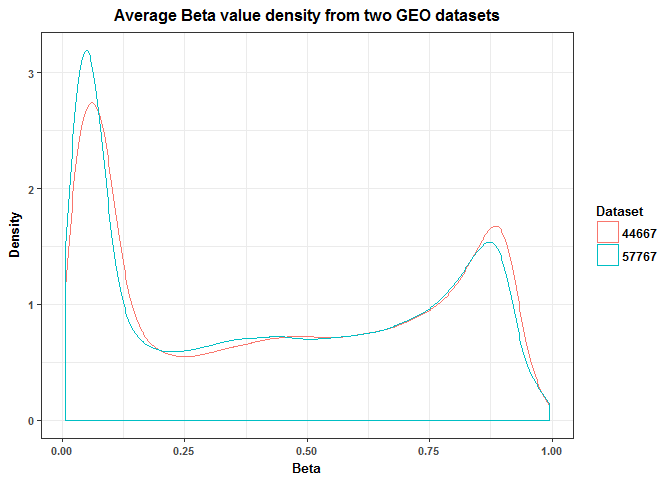 Average Beta value density from two GEO datasets
3
2
1
0
Density
0.00 0.25 0.50 0.75 1.00
Beta
Dataset
44667
57767